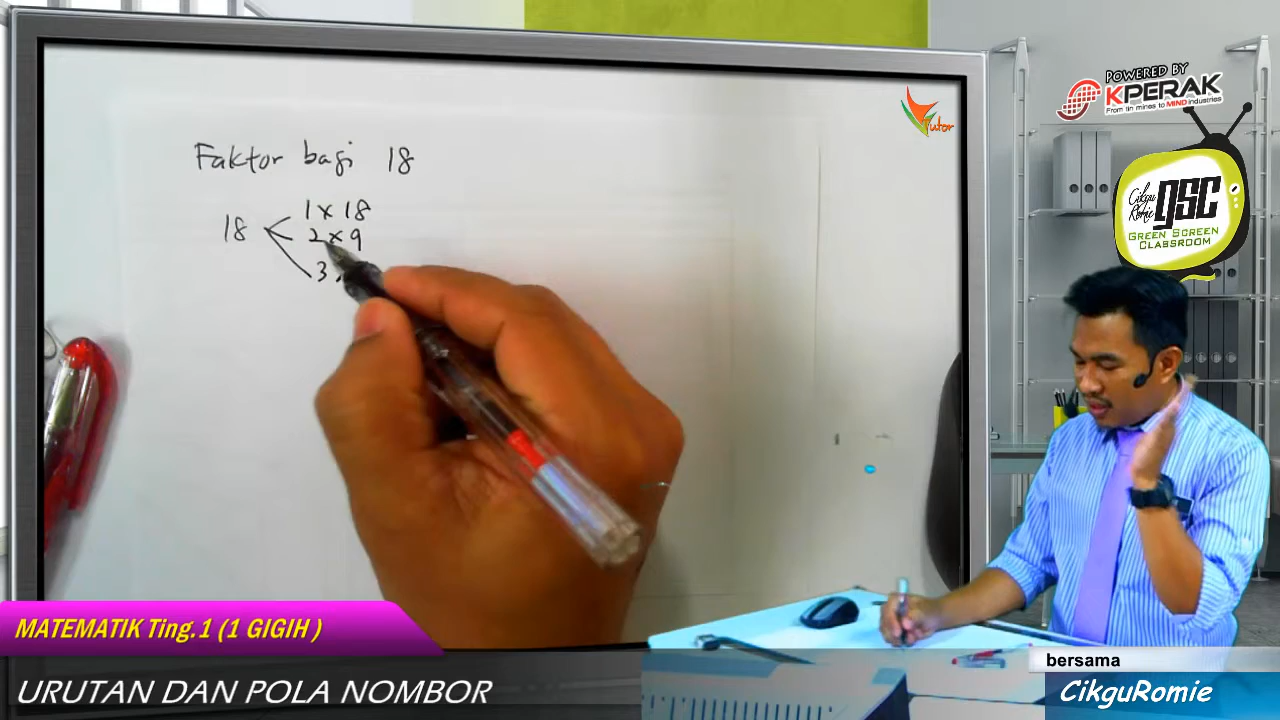 Faktor bagi 18
18
1 x 18
2 x 9
3
Tutor
POWERED BY
KPERAK
From tin mines to MIND industries
Cikgu
Romie
GSC
GREEN SCREEN
CLASSROOM
MATEMATIK Ting.1 (1 GIGIH )
URUTAN DAN POLA NOMBOR
bersama
CikguRomie